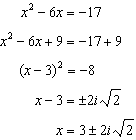 x² − 6x = −17
x² − 6x + 9 = −17 + 9
(x − 3)² = −8
x − 3 = ±2i√2
x = 3 ± 2i√2